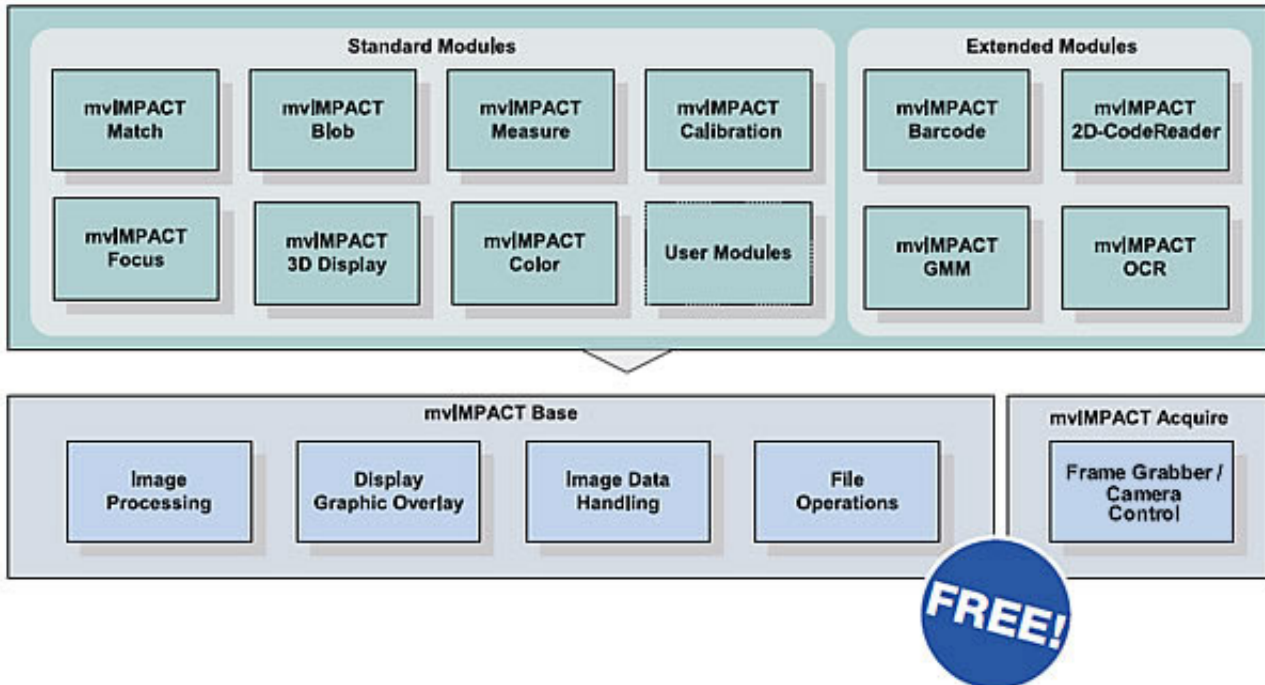 Standard Modules
Extended Modules
mvIMPACT
Match
mvIMPACT
Blob
mvIMPACT
Measure
mvIMPACT
Calibration
mvIMPACT
Barcode
mvIMPACT
2D-CodeReader
mvIMPACT
Focus
mvIMPACT
3D Display
mvIMPACT
Color
User Modules
mvIMPACT
GMM
mvIMPACT
OCR
mvIMPACT Base
mvIMPACT Acquire
Image
Processing
Display
Graphic Overlay
Image Data
Handling
File
Operations
Frame Grabber /
Camera
Control
FREE!